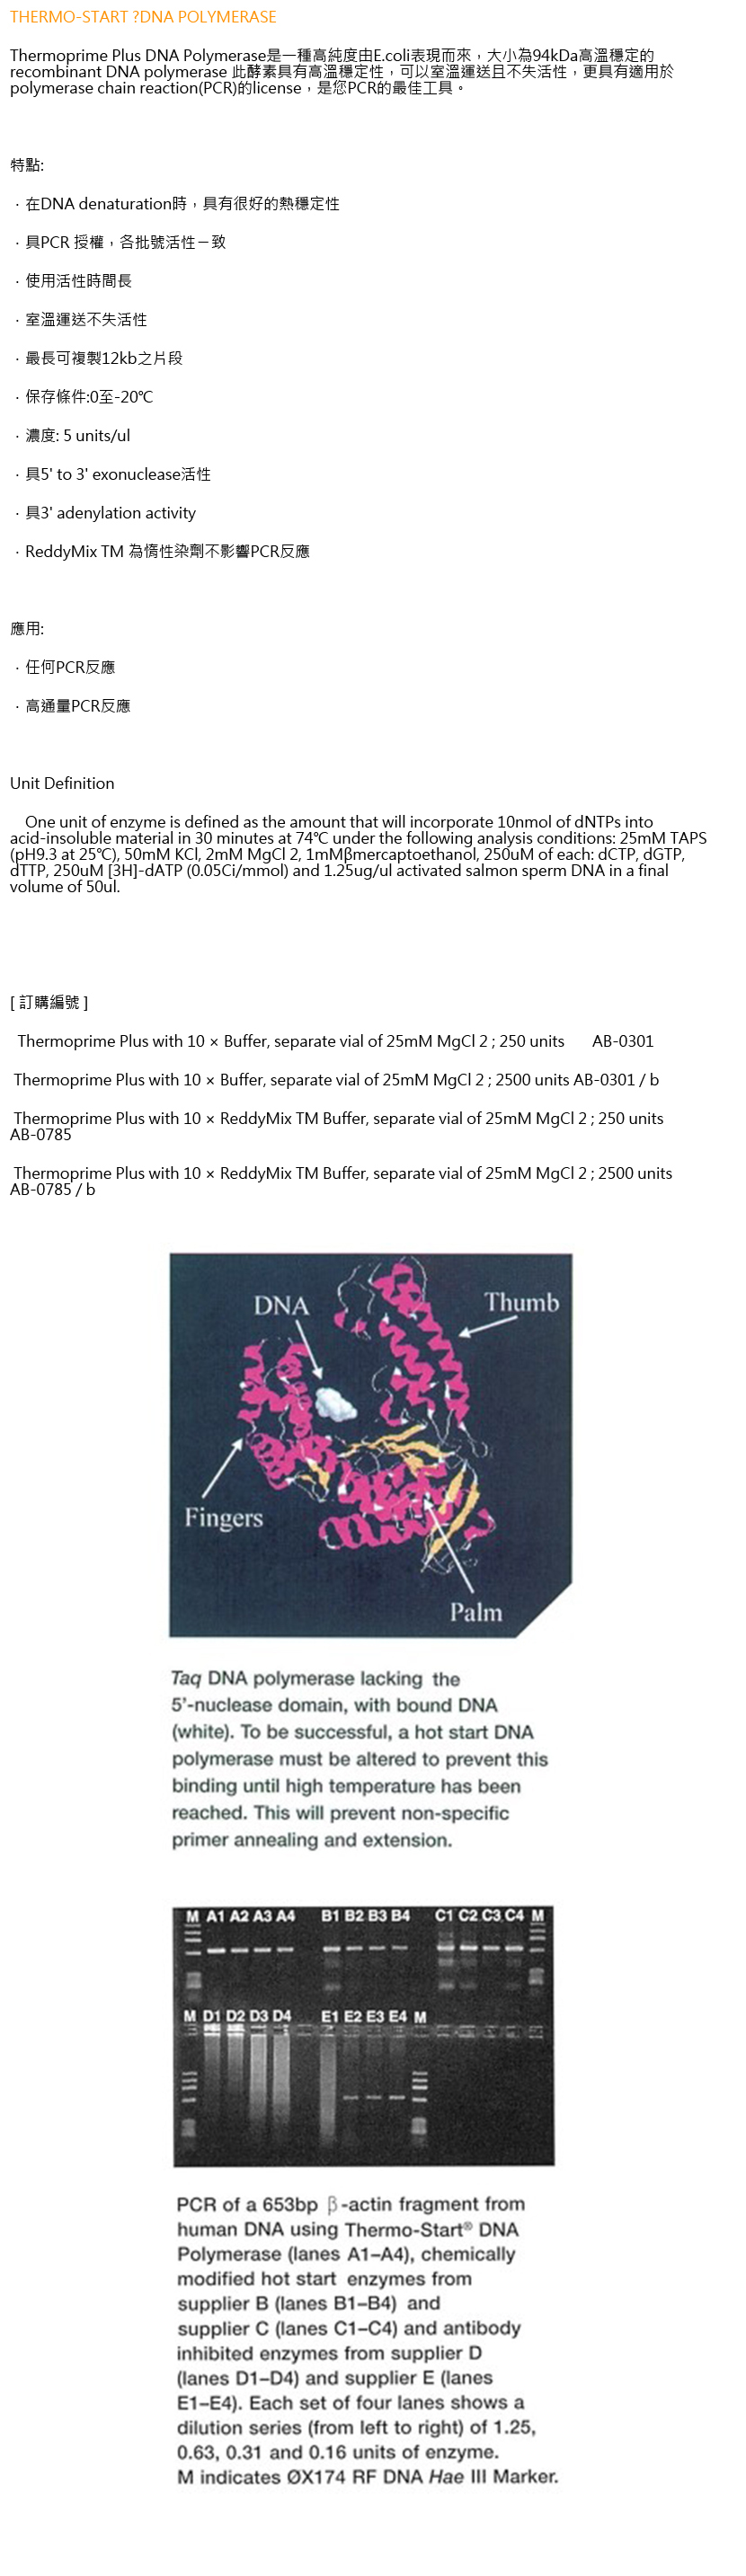 THERMO-START ?DNA POLYMERASE
Thermoprime Plus DNA Polymerase是一種高純度由E.coli表現而來，大小為94kDa高溫穩定的
recombinant DNA polymerase 此酵素具有高溫穩定性，可以室溫運送且不失活性，更具有適用於
polymerase chain reaction(PCR)的license，是您PCR的最佳工具。
特點:
· 在DNA denaturation時，具有很好的熱穩定性
· 具PCR 授權，各批號活性－致
· 使用活性時間長
· 室溫運送不失活性
· 最長可複製12kb之片段
· 保存條件:0至-20℃
· 濃度: 5 units/ul
· 具5' to 3' exonuclease活性
· 具3' adenylation activity
· ReddyMix TM 為惰性染劑不影響PCR反應
應用:
· 任何PCR反應
· 高通量PCR反應
Unit Definition
One unit of enzyme is defined as the amount that will incorporate 10nmol of dNTPs into
acid-insoluble material in 30 minutes at 74℃ under the following analysis conditions: 25mM TAPS
(pH9.3 at 25℃), 50mM KCl, 2mM MgCl 2, 1mMβmercaptoethanol, 250uM of each: dCTP, dGTP,
dTTP, 250uM [3H]-dATP (0.05Ci/mmol) and 1.25ug/ul activated salmon sperm DNA in a final
volume of 50ul.
[ 訂購編號 ]
Thermoprime Plus with 10 × Buffer, separate vial of 25mM MgCl 2 ; 250 units AB-0301
Thermoprime Plus with 10 × Buffer, separate vial of 25mM MgCl 2 ; 2500 units AB-0301 / b
Thermoprime Plus with 10 × ReddyMix TM Buffer, separate vial of 25mM MgCl 2 ; 250 units
AB-0785
Thermoprime Plus with 10 × ReddyMix TM Buffer, separate vial of 25mM MgCl 2 ; 2500 units
AB-0785 / b
DNA
Thumb
Fingers
Palm
Taq DNA polymerase lacking the
5’-nuclease domain, with bound DNA
(white). To be successful, a hot start DNA
polymerase must be altered to prevent this
binding until high temperature has been
reached. This will prevent non-specific
primer annealing and extension.
M A1 A2 A3 A4 B1 B2 B3 B4 C1 C2 C3 C4 M
M D1 D2 D3 D4 E1 E2 E3 E4 M
PCR of a 653bp β-actin fragment from
human DNA using Thermo-Start® DNA
Polymerase (lanes A1–A4), chemically
modified hot start enzymes from
supplier B (lanes B1–B4) and
supplier C (lanes C1–C4) and antibody
inhibited enzymes from supplier D
(lanes D1–D4) and supplier E (lanes
E1–E4). Each set of four lanes shows a
dilution series (from left to right) of 1.25,
0.63, 0.31 and 0.16 units of enzyme.
M indicates ØX174 RF DNA Hae III Marker.